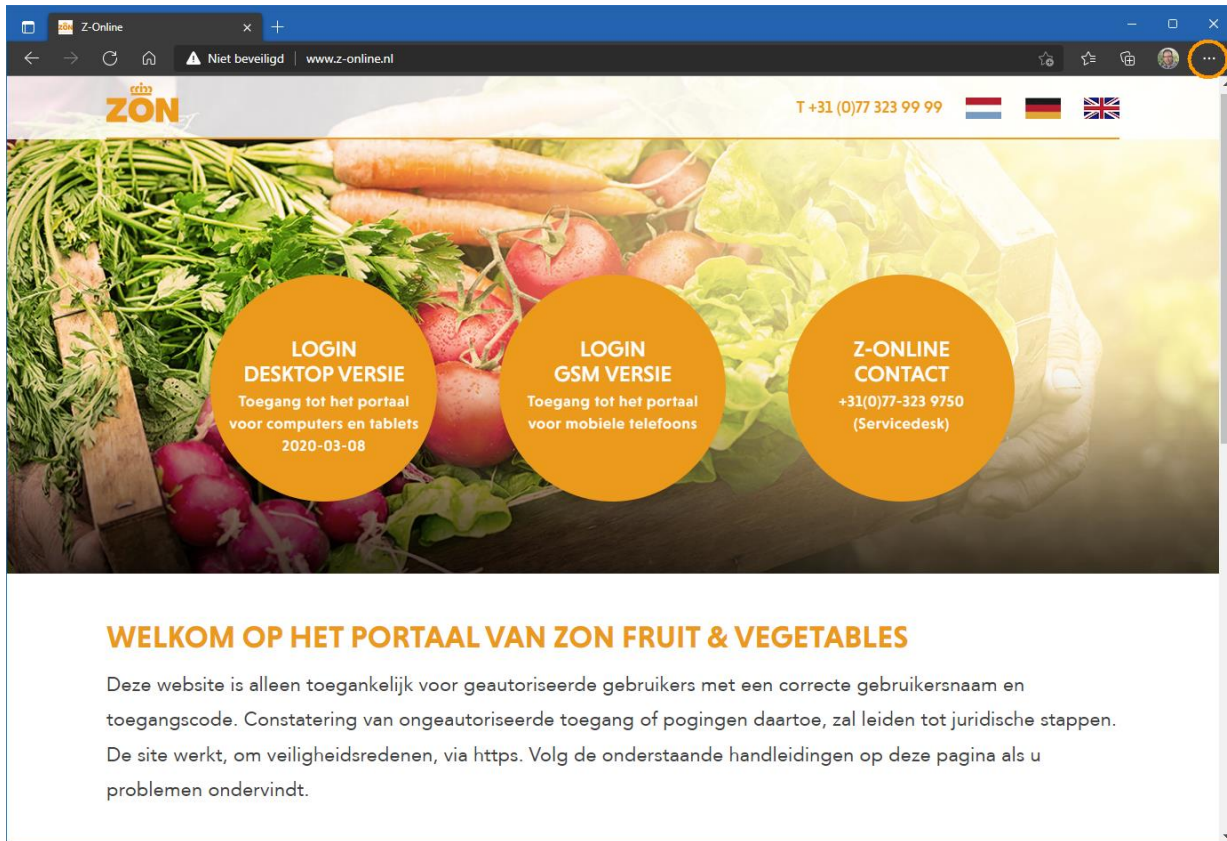 ZON Z-Online
Niet beveiligd www.z-online.nl
ZON
T +31 (0)77 323 99 99
LOGIN
DESKTOP VERSIE
Toegang tot het portaal
voor computers en tablets
2020-03-08
LOGIN
GSM VERSIE
Toegang tot het portaal
voor mobiele telefoons
Z-ONLINE
CONTACT
+31(0)77-323 9750
(Servicedesk)
WELKOM OP HET PORTAAL VAN ZON FRUIT & VEGETABLES
Deze website is alleen toegankelijk voor geautoriseerde gebruikers met een correcte gebruikersnaam en
toegangscode. Constatering van ongeautoriseerde toegang of pogingen daartoe, zal leiden tot juridische stappen.
De site werkt, om veiligheidsredenen, via https. Volg de onderstaande handleidingen op deze pagina als u
problemen ondervindt.